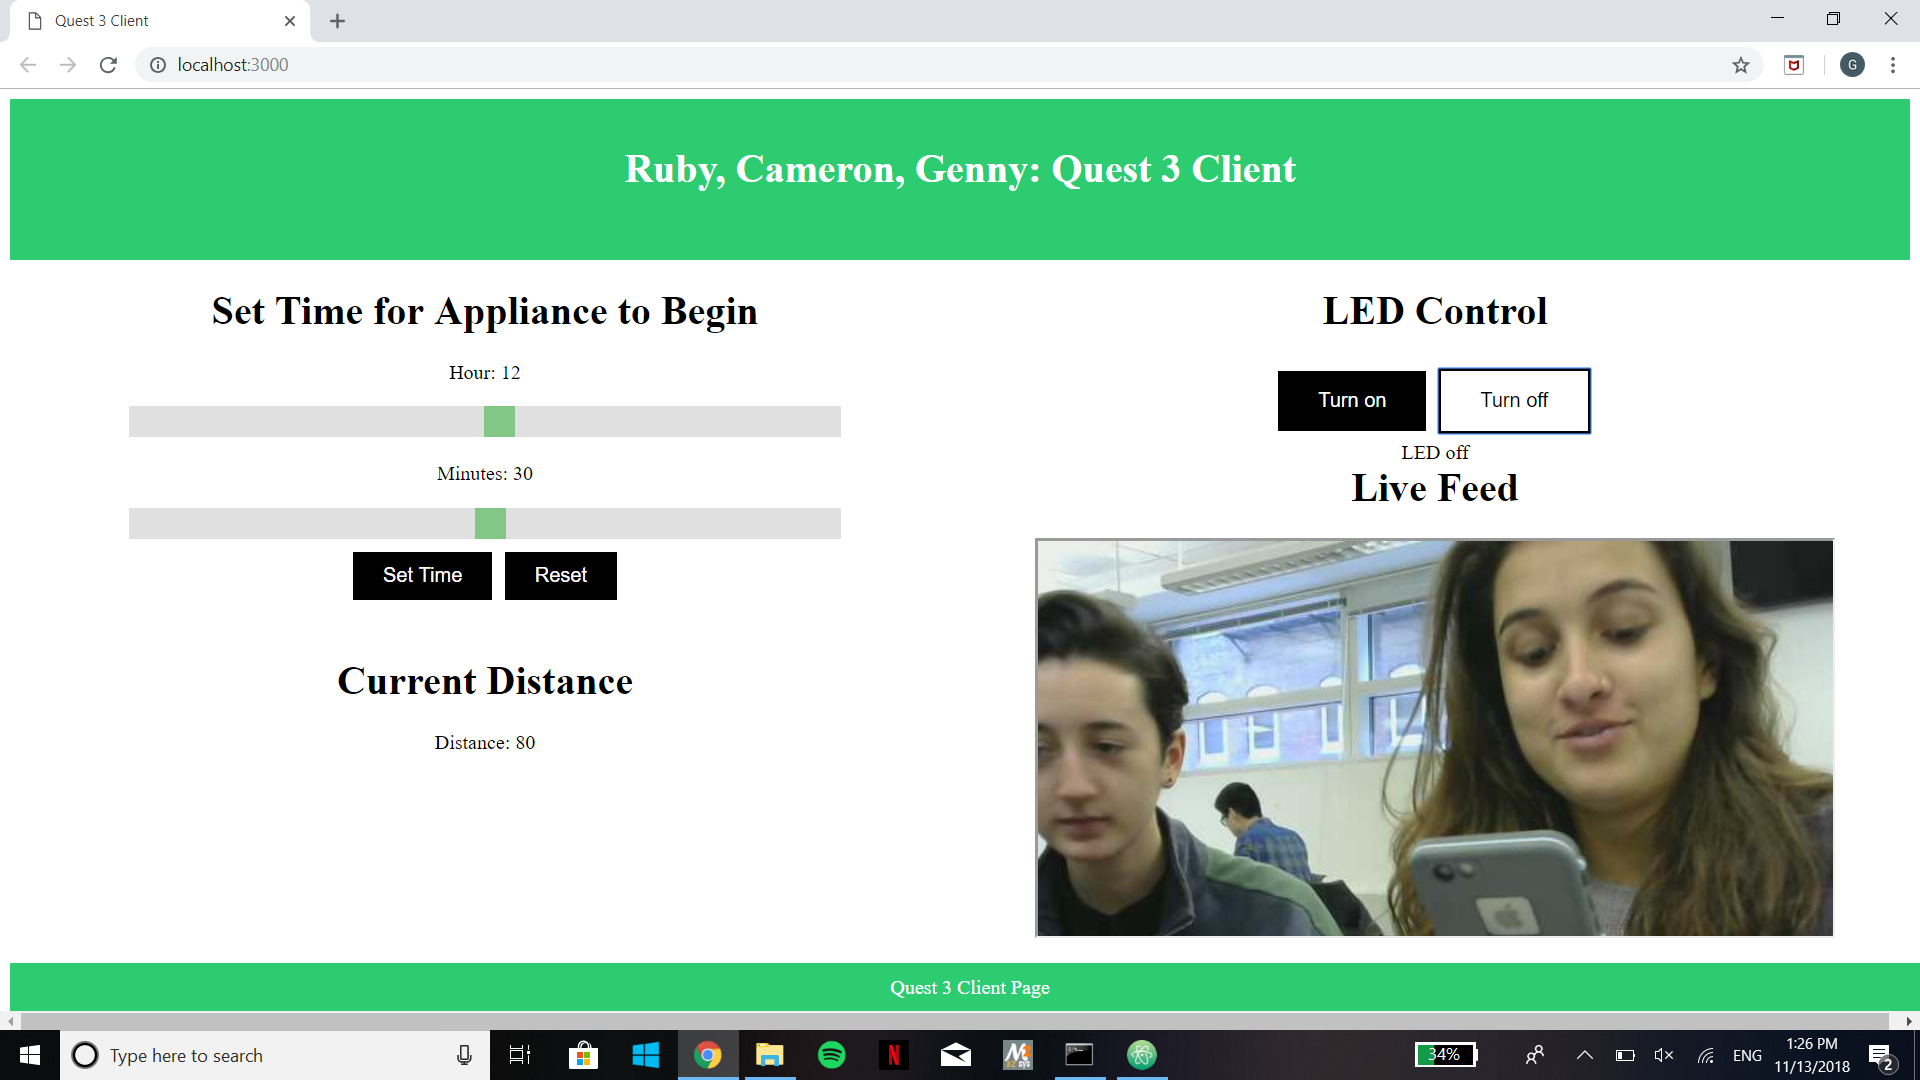 Quest 3 Client
localhost:3000
G
Ruby, Cameron, Genny: Quest 3 Client
Set Time for Appliance to Begin
Hour: 12
Minutes: 30
Set Time Reset
Current Distance
Distance: 80
LED Control
Turn on Turn off
LED off
Live Feed
Quest 3 Client Page
Type here to search
N
34%
ENG
1:26 PM
11/13/2018
2